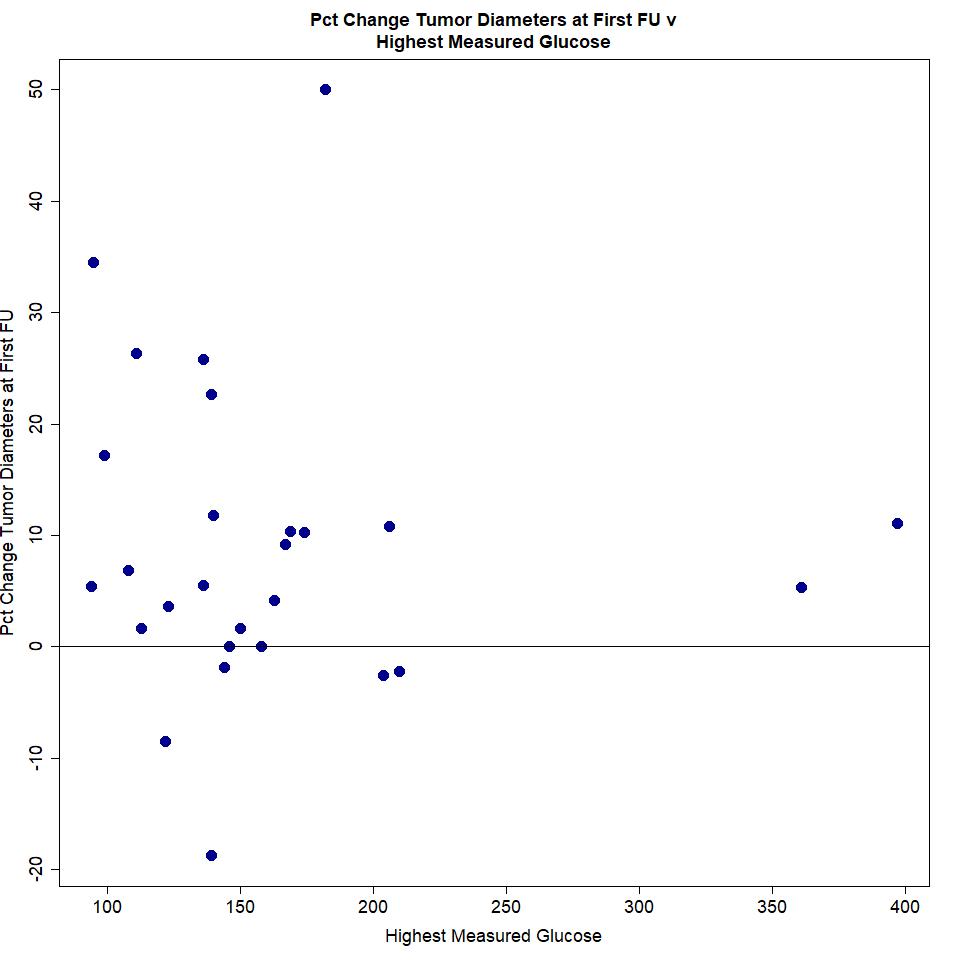 Pct Change Tumor Diameters at First FU v
Highest Measured Glucose
Pct Change Tumor Diameters at First FU
50
40
30
20
10
0
-10
-20
100 150 200 250 300 350 400
Highest Measured Glucose